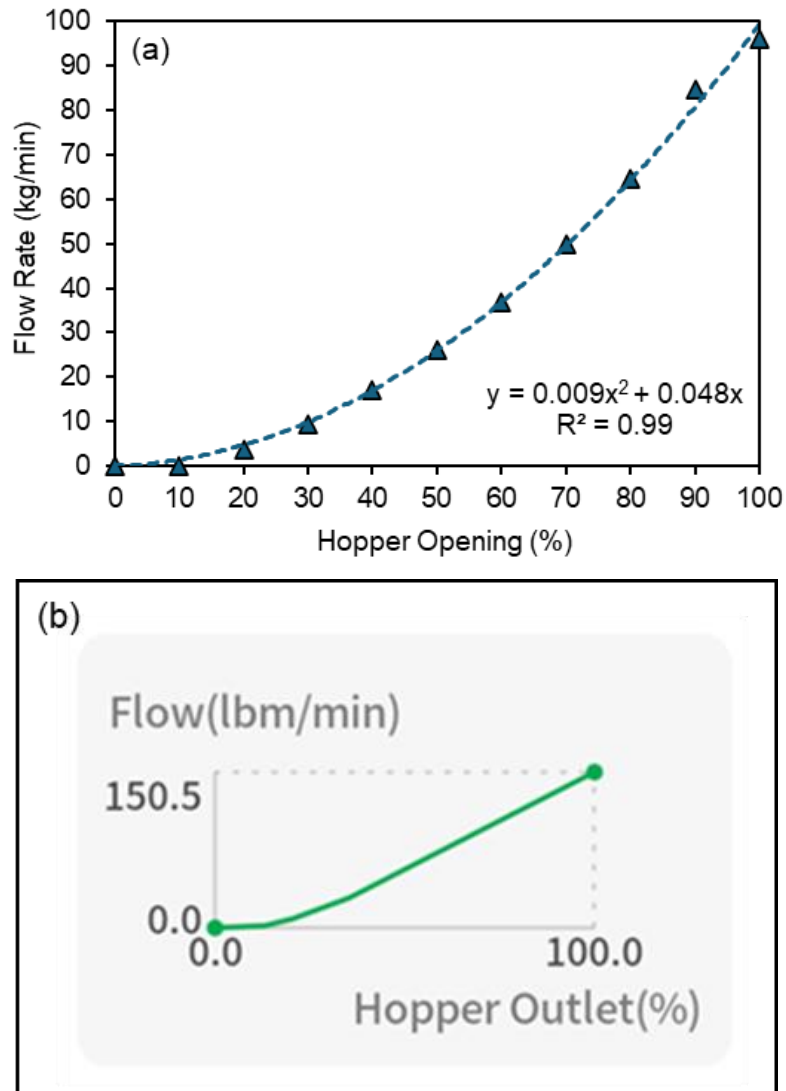 (a)
Flow Rate (kg/min)
100
90
80
70
60
50
40
30
20
10
0
y = 0.009x² + 0.048x
R² = 0.99
0 10 20 30 40 50 60 70 80 90 100
Hopper Opening (%)
(b)
Flow(lbm/min)
150.5
0.0
0.0 100.0
Hopper Outlet(%)